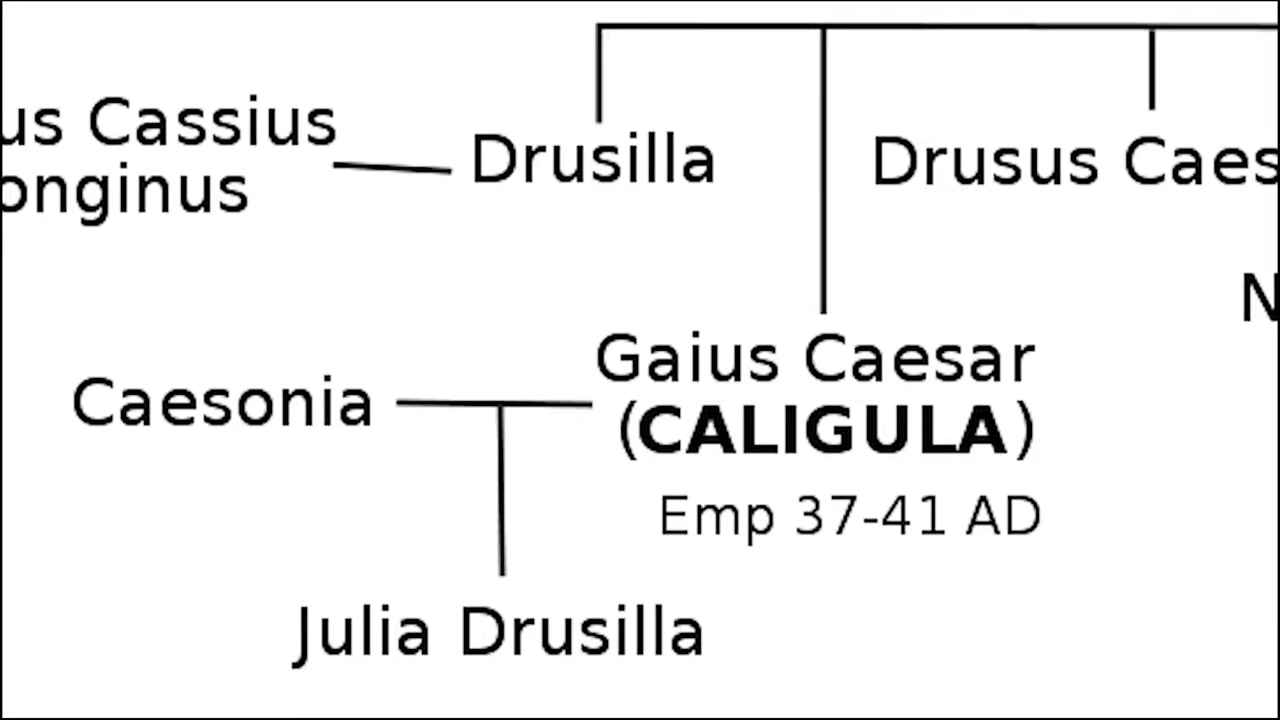 us Cassius
onginus
Drusilla
Drusus Caes
N
Gaius Caesar
(CALIGULA)
Emp 37-41 AD
Caesonia
Julia Drusilla